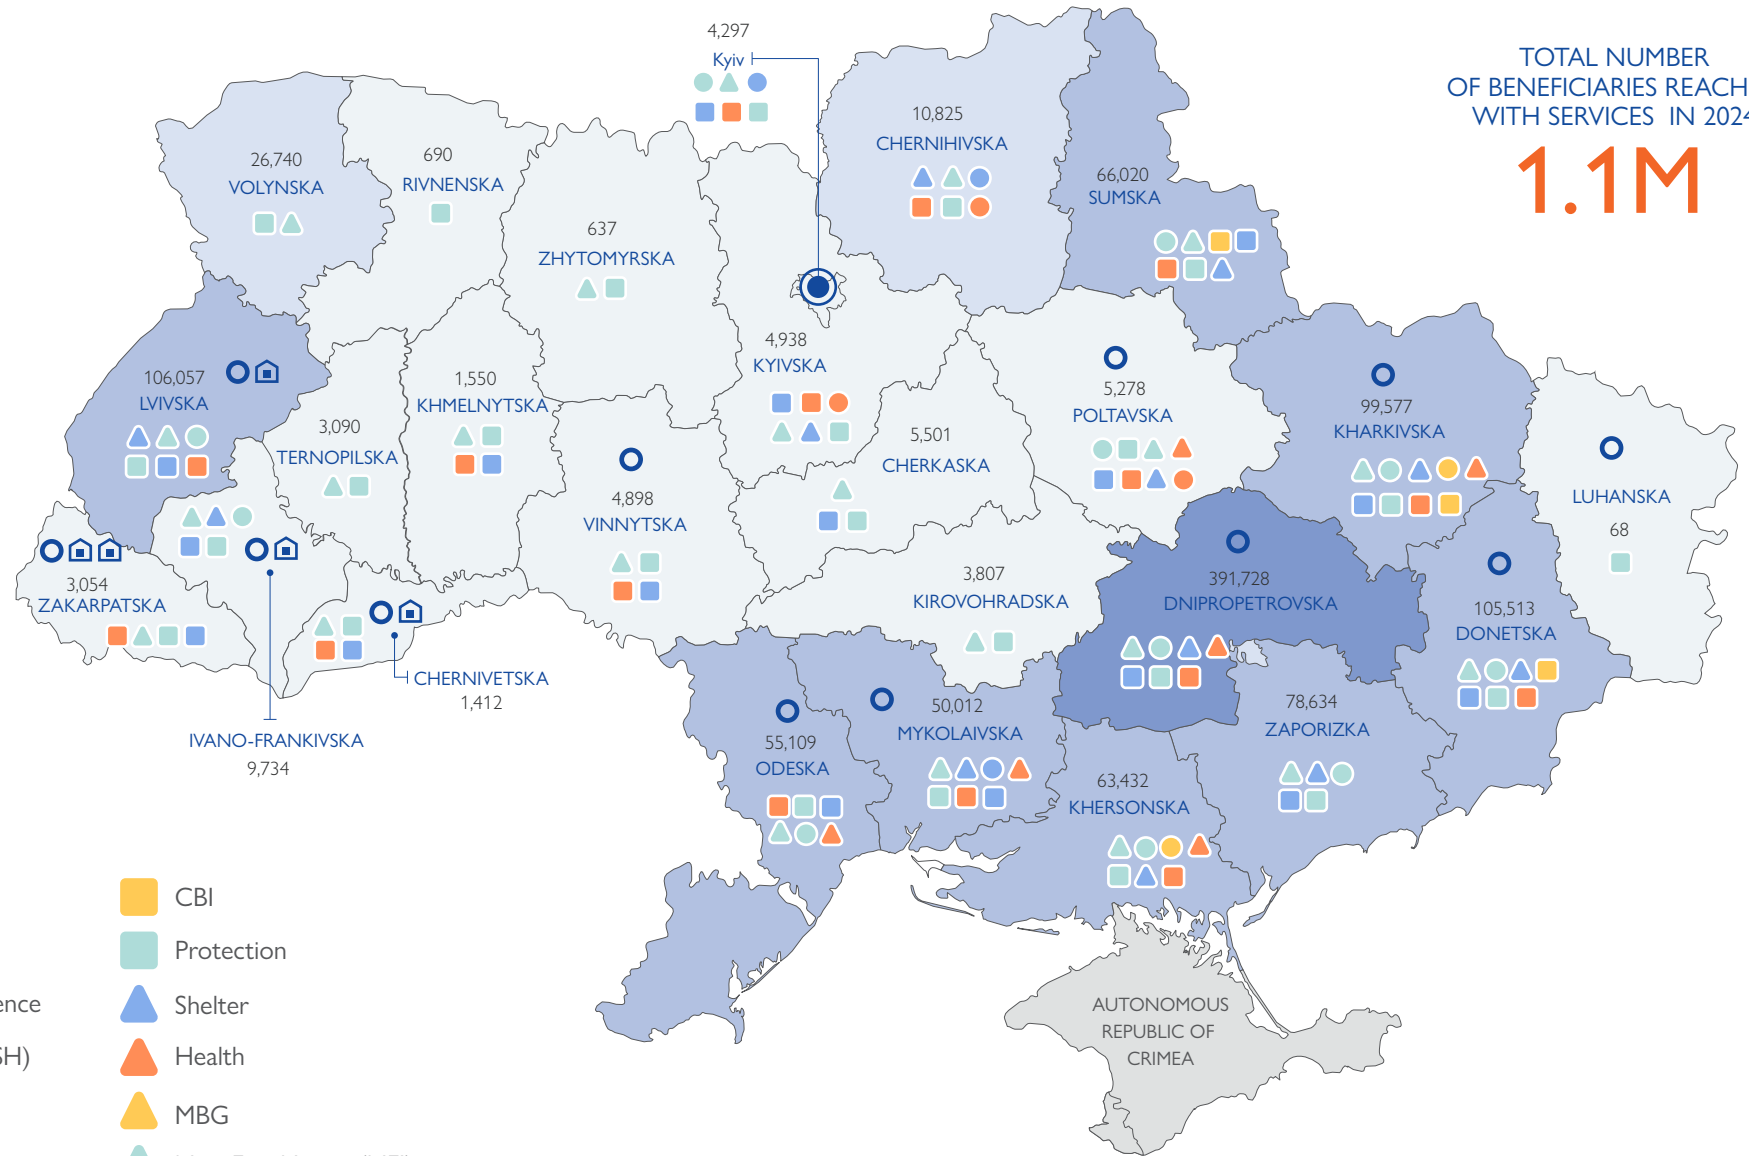 TOTAL NUMBER
OF BENEFICIARIES REACH
WITH SERVICES IN 2024
1.1M
4,297
Kyiv
10,825
CHERNIHIVSKA
66,020
SUMSKA
26,740
VOLYNSKA
690
RIVNENSKA
637
ZHYTOMYRSKA
4,938
KYIVSKA
106,057
LVIVSKA
3,090
TERNOPILSKA
1,550
KHMELNYTSKA
5,501
CHERKASKA
5,278
POLTAVSKA
99,577
KHARKIVSKA
LUHANSKA
68
4,898
VINNYTSKA
3,054
ZAKARPATSKA
3,807
KIROVOHRADSKA
391,728
DNIPROPETROVSKA
105,513
DONETSKA
CHERNIVETSKA
1,412
IVANO-FRANKIVSKA
9,734
55,109
ODESKA
50,012
MYKOLAIVSKA
78,634
ZAPORIZKA
63,432
KHERSONSKA
AUTONOMOUS
REPUBLIC OF
CRIMEA
CBI
Protection
ence
Shelter
SH)
Health
MBG